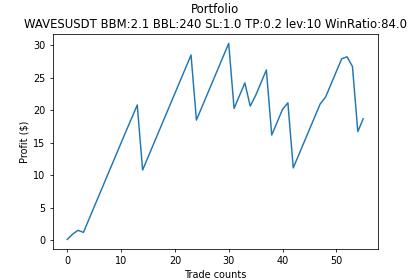 Portfolio
WAVESUSDT BBM:2.1 BBL:240 SL:1.0 TP:0.2 lev:10 WinRatio:84.0
30
25
20
15
10
5
0
Profit ($)
0 10 20 30 40 50
Trade counts